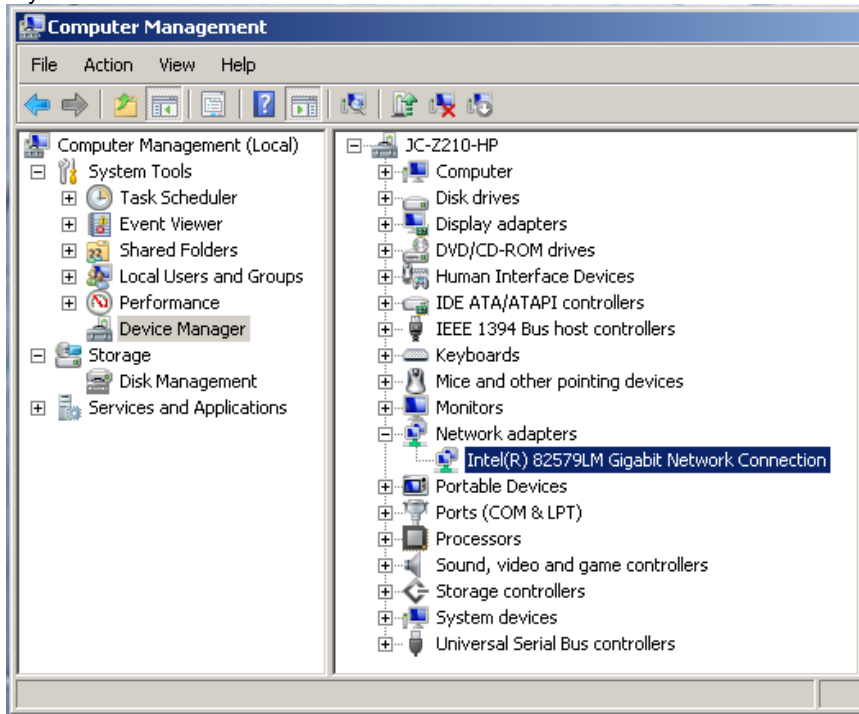 Computer Management
File Action View Help
Computer Management (Local)
System Tools
Task Scheduler
Event Viewer
Shared Folders
Local Users and Groups
Performance
Device Manager
Storage
Disk Management
Services and Applications
JC-Z210-HP
Computer
Disk drives
Display adapters
DVD/CD-ROM drives
Human Interface Devices
IDE ATA/ATAPI controllers
IEEE 1394 Bus host controllers
Keyboards
Mice and other pointing devices
Monitors
Network adapters
Intel(R) 82579LM Gigabit Network Connection
Portable Devices
Ports (COM & LPT)
Processors
Sound, video and game controllers
Storage controllers
System devices
Universal Serial Bus controllers